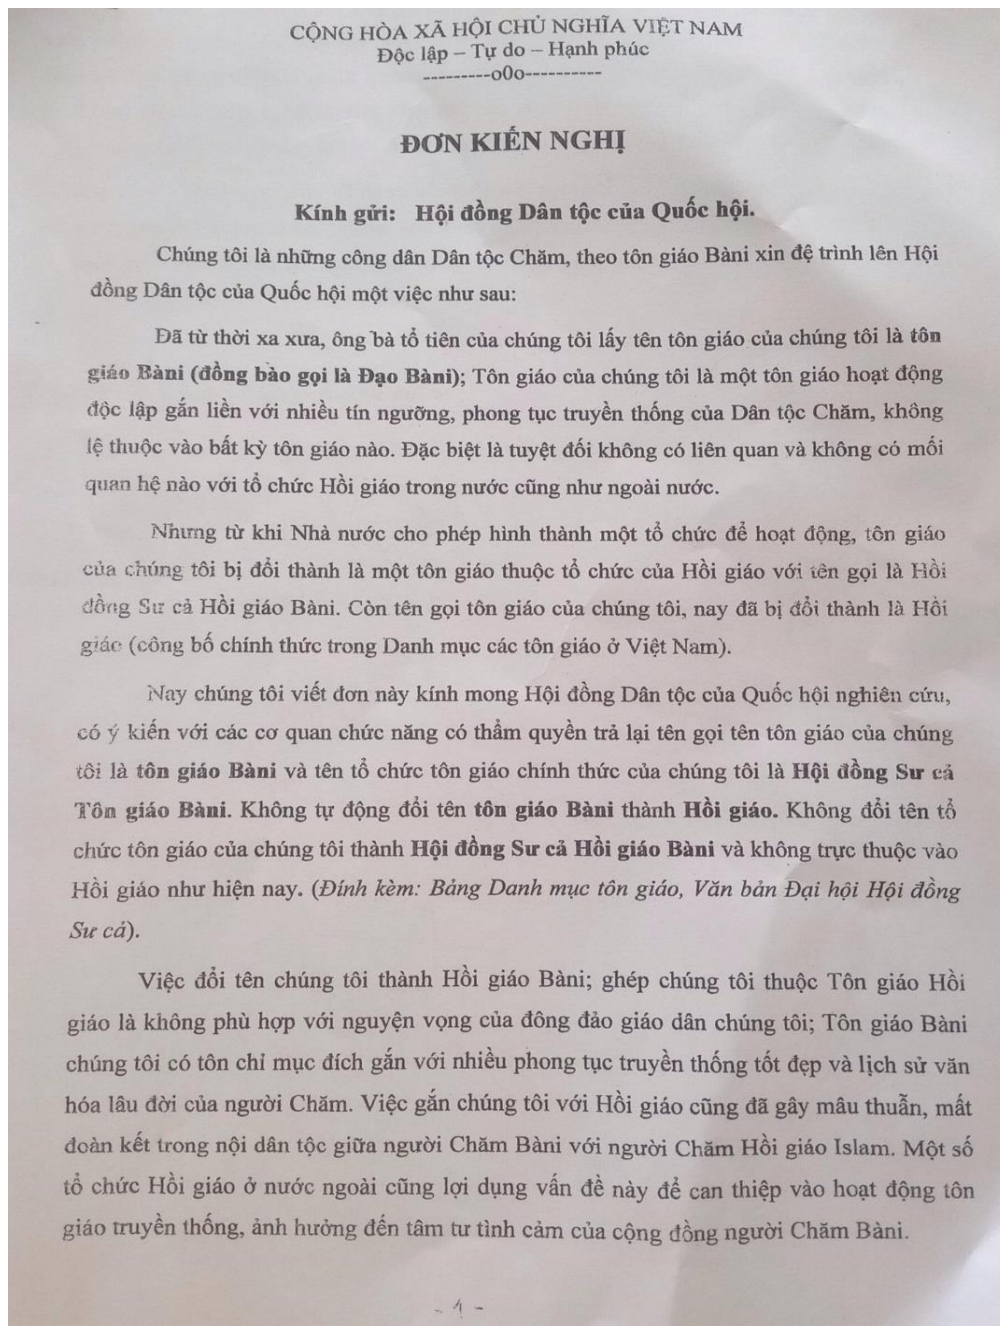 CỘNG HÒA XÃ HỘI CHỦ NGHĨA VIỆT NAM
Độc lập – Tự do – Hạnh phúc
---------o0o----------
ĐƠN KIẾN NGHỊ
Kính gửi: Hội đồng Dân tộc của Quốc hội.
Chúng tôi là những công dân Dân tộc Chăm, theo tôn giáo Bàni xin đệ trình lên Hội
đồng Dân tộc của Quốc hội một việc như sau:
Đã từ thời xa xưa, ông bà tổ tiên của chúng tôi lấy tên tôn giáo của chúng tôi là tôn
giáo Bàni (đồng bào gọi là Đạo Bàni); Tôn giáo của chúng tôi là một tôn giáo hoạt động
độc lập gắn liền với nhiều tín ngưỡng, phong tục truyền thống của Dân tộc Chăm, không
lệ thuộc vào bất kỳ tôn giáo nào. Đặc biệt là tuyệt đối không có liên quan và không có mối
quan hệ nào với tổ chức Hồi giáo trong nước cũng như ngoài nước.
Nhưng từ khi Nhà nước cho phép hình thành một tổ chức để hoạt động, tôn giáo
của chúng tôi bị đổi thành là một tôn giáo thuộc tổ chức của Hồi giáo với tên gọi là Hồi
đồng Sư cả Hồi giáo Bàni. Còn tên gọi tôn giáo của chúng tôi, nay đã bị đổi thành là Hồi
giáo (công bố chính thức trong Danh mục các tôn giáo ở Việt Nam).
Nay chúng tôi viết đơn này kính mong Hội đồng Dân tộc của Quốc hội nghiên cứu,
có ý kiến với các cơ quan chức năng có thẩm quyền trả lại tên gọi tên tôn giáo của chúng
tôi là tôn giáo Bàni và tên tổ chức tôn giáo chính thức của chúng tôi là Hội đồng Sư cả
Tôn giáo Bàni. Không tự động đổi tên tôn giáo Bàni thành Hồi giáo. Không đổi tên tổ
chức tôn giáo của chúng tôi thành Hội đồng Sư cả Hồi giáo Bàni và không trực thuộc vào
Hồi giáo như hiện nay. (Đính kèm: Bảng Danh mục tôn giáo, Văn bản Đại hội Hội đồng
Sư cả).
Việc đổi tên chúng tôi thành Hồi giáo Bàni; ghép chúng tôi thuộc Tôn giáo Hồi
giáo là không phù hợp với nguyện vọng của đông đảo giáo dân chúng tôi; Tôn giáo Bàni
chúng tôi có tôn chỉ mục đích gắn với nhiều phong tục truyền thống tốt đẹp và lịch sử văn
hóa lâu đời của người Chăm. Việc gắn chúng tôi với Hồi giáo cũng đã gây mâu thuẫn, mất
đoàn kết trong nội dân tộc giữa người Chăm Bàni với người Chăm Hồi giáo Islam. Một số
tổ chức Hồi giáo ở nước ngoài cũng lợi dụng vấn đề này để can thiệp vào hoạt động tôn
giáo truyền thống, ảnh hưởng đến tâm tư tình cảm của cộng đồng người Chăm Bàni.
- 1 -